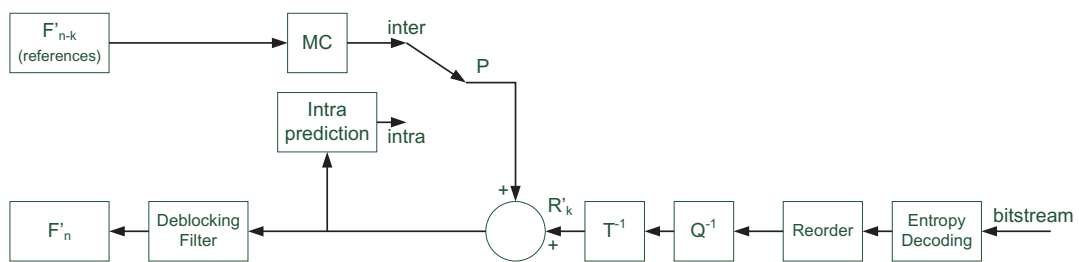 F'n-k
(references)
MC
inter
P
Intra
prediction
intra
+
R'k
+
F'n
Deblocking
Filter
T-1
Q-1
Reorder
Entropy
Decoding
bitstream